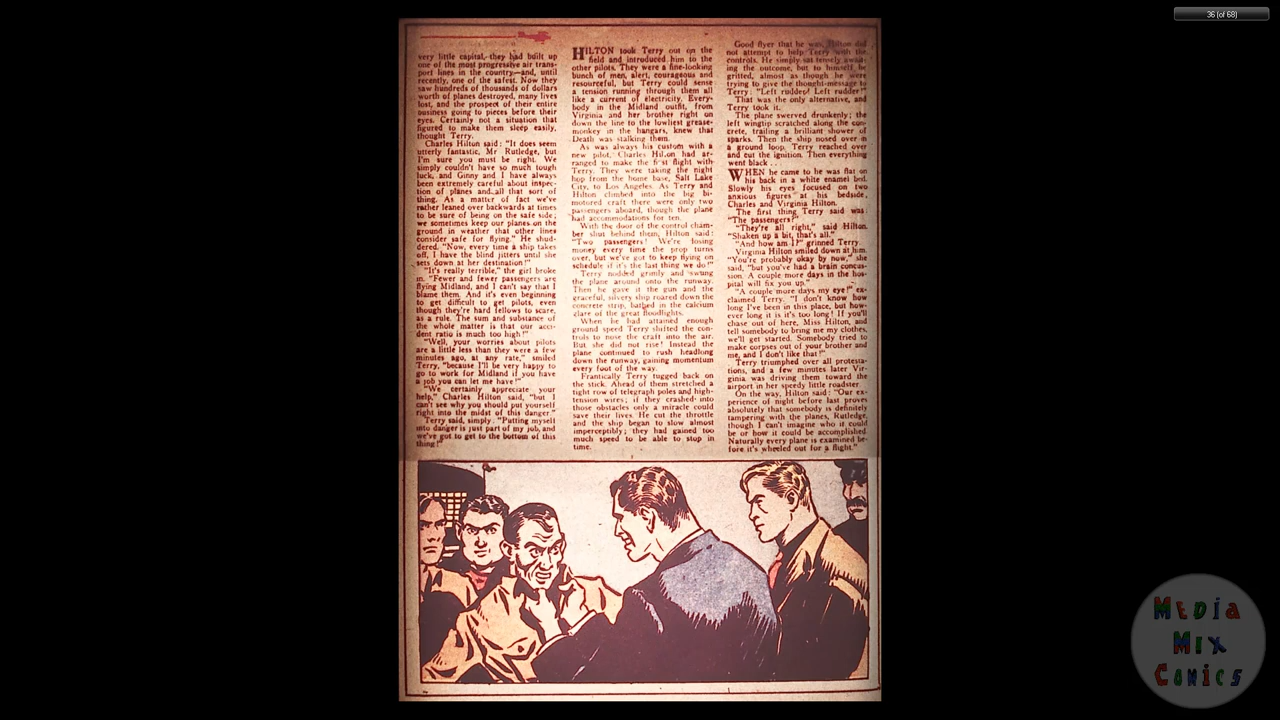 36 (of 68)
very little capital, they had built up
one of the most progressive air trans-
port lines in the country—and, until
recently, one of the safest. Now they
saw hundreds of thousands of dollars
worth of planes destroyed, many lives
lost, and the prospect of their entire
business going to pieces before their
eyes. Certainly not a situation that
figured to make them sleep easily,
thought Terry.
Charles Hilton said: "It does seem
utterly fantastic, Mr Rutledge, but
I'm sure you must be right. We
simply couldn't have so much tough
luck, and Ginny and I have always
been extremely careful about inspec-
tion of planes and all that sort of
thing. As a matter of fact we've
rather leaned over backwards at times
to be sure of being on the safe side;
we sometimes keep our planes on the
ground in weather that other lines
consider safe for flying." He shud-
dered. "Now, every time a ship takes
off, I have the blind jitters until she
sets down at her destination!"
"It's really terrible," the girl broke
in. "Fewer and fewer passengers are
flying Midland, and I can't say that I
blame them. And it's even beginning
to get difficult to get pilots, even
though they're hard fellows to scare,
as a rule. The sum and substance of
the whole matter is that our acci-
dent ratio is much too high!"
"Well, your worries about pilots
are a little less than they were a few
minutes ago, at any rate," smiled
Terry, "because I'll be very happy to
go to work for Midland if you have
a job you can let me have!"
"We certainly appreciate your
help," Charles Hilton said, "but I
can't see why you should put yourself
right into the midst of this danger."
Terry said, simply. "Putting myself
into danger is just part of my job, and
we've got to get to the bottom of this
thing!"
HILTON took Terry out on the
field and introduced him to the
other pilots. They were a fine-looking
bunch of men, alert, courageous and
resourceful, but Terry could sense
a tension running through them all
like a current of electricity. Every-
body in the Midland outfit, from
Virginia and her brother right on
down the line to the lowliest grease-
monkey in the hangars, knew that
Death was stalking them.
As was always his custom with a
new pilot, Charles Hilton had ar-
ranged to make the first flight with
Terry. They were taking the night
hop from the home base, Salt Lake
City, to Los Angeles. As Terry and
Hilton climbed into the big bi-
motored craft there were only two
passengers aboard, though the plane
had accommodations for ten.
With the door of the control cham-
ber shut behind them, Hilton said:
"Two passengers! We're losing
money every time the prop turns
over, but we've got to keep flying on
schedule if it's the last thing we do!"
Terry nodded grimly and swung
the plane around onto the runway.
Then he gave it the gun and the
graceful, silvery ship roared down the
concrete strip, bathed in the calcium
glare of the great floodlights.
When he had attained enough
ground speed Terry shifted the con-
trols to nose the craft into the air.
But she did not rise! Instead the
plane continued to rush headlong
down the runway, gaining momentum
every foot of the way.
Frantically Terry tugged back on
the stick. Ahead of them stretched a
tight row of telegraph poles and high-
tension wires; if they crashed into
those obstacles only a miracle could
save their lives. He cut the throttle
and the ship began to slow almost
imperceptibly; they had gained too
much speed to be able to stop in
time.
Good flyer that he was, Hilton did
not attempt to help Terry with the
controls. He simply sat tensely await-
ing the outcome, but to himself he
gritted, almost as though he were
trying to give the thought-message to
Terry: "Left rudder! Left rudder!"
That was the only alternative, and
Terry took it.
The plane swerved drunkenly; the
left wingtip scratched along the con-
crete, trailing a brilliant shower of
sparks. Then the ship nosed over in
a ground loop. Terry reached over
and cut the ignition. Then everything
went black . . .
WHEN he came to he was flat on
his back in a white enamel bed.
Slowly his eyes focused on two
anxious figures at his bedside,
Charles and Virginia Hilton.
The first thing Terry said was:
"The passengers?"
"They're all right," said Hilton.
"Shaken up a bit, that's all."
"And how am I?" grinned Terry.
Virginia Hilton smiled down at him.
"You're probably okay by now," she
said, "but you've had a brain concus-
sion. A couple more days in the hos-
pital will fix you up."
"A couple more days my eye!" ex-
claimed Terry. "I don't know how
long I've been in this place, but how-
ever long it is it's too long! If you'll
chase out of here, Miss Hilton, and
tell somebody to bring me my clothes,
we'll get started. Somebody tried to
make corpses out of your brother and
me, and I don't like that!"
Terry triumphed over all protesta-
tions, and a few minutes later Vir-
ginia was driving them toward the
airport in her speedy little roadster.
On the way, Hilton said: "Our ex-
perience of night before last proves
absolutely that somebody is definitely
tampering with the planes, Rutledge,
though I can't imagine who it could
be or how it could be accomplished.
Naturally every plane is examined be-
fore it's wheeled out for a flight."
MEDIA
MIX
COMICS